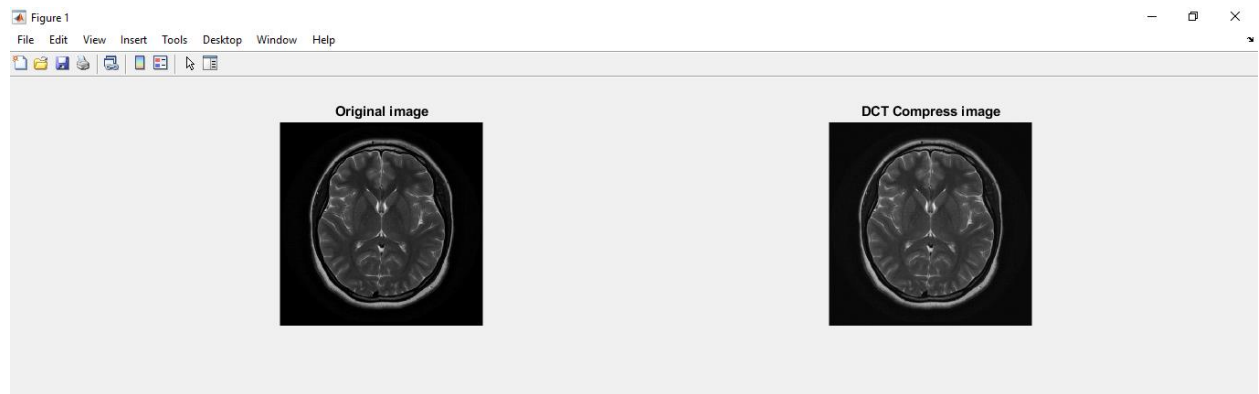 Figure 1
File Edit View Insert Tools Desktop Window Help
Original image
DCT Compress image